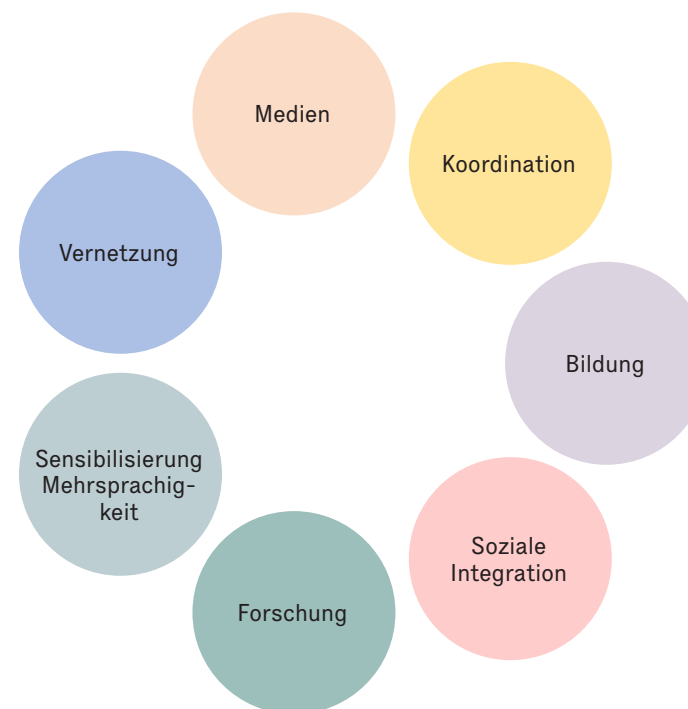 Medien
Koordination
Vernetzung
Bildung
Sensibilisierung
Mehrsprachig-
keit
Soziale
Integration
Forschung